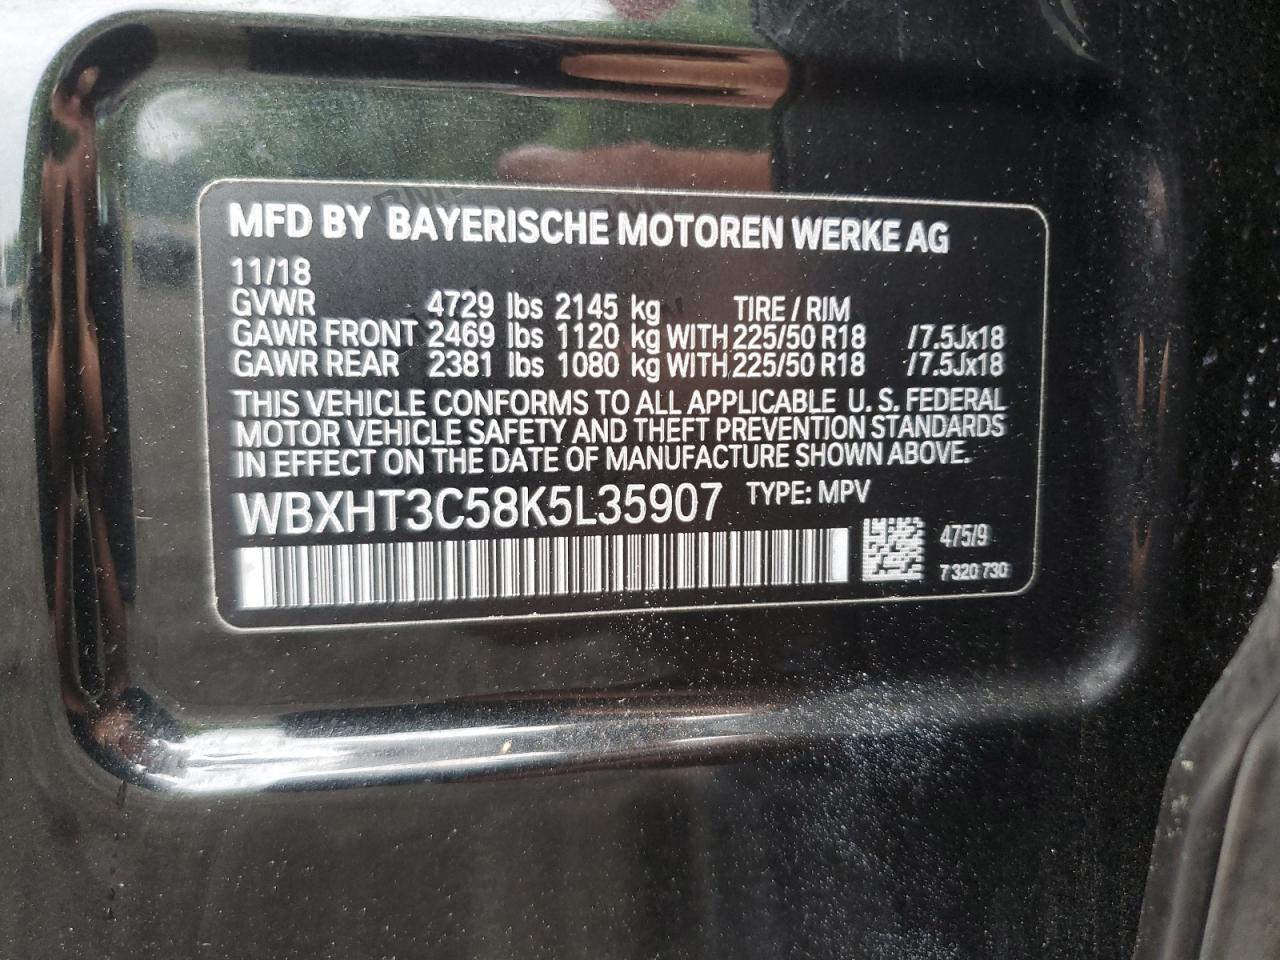 MFD BY BAYERISCHE MOTOREN WERKE AG
11/18
GVWR 4729 lbs 2145 kg TIRE / RIM
GAWR FRONT 2469 lbs 1120 kg WITH 225/50 R18 /7.5Jx18
GAWR REAR 2381 lbs 1080 kg WITH 225/50 R18 /7.5Jx18
THIS VEHICLE CONFORMS TO ALL APPLICABLE U. S. FEDERAL
MOTOR VEHICLE SAFETY AND THEFT PREVENTION STANDARDS
IN EFFECT ON THE DATE OF MANUFACTURE SHOWN ABOVE.
WBXHT3C58K5L35907 TYPE: MPV
475/9
7 320 730